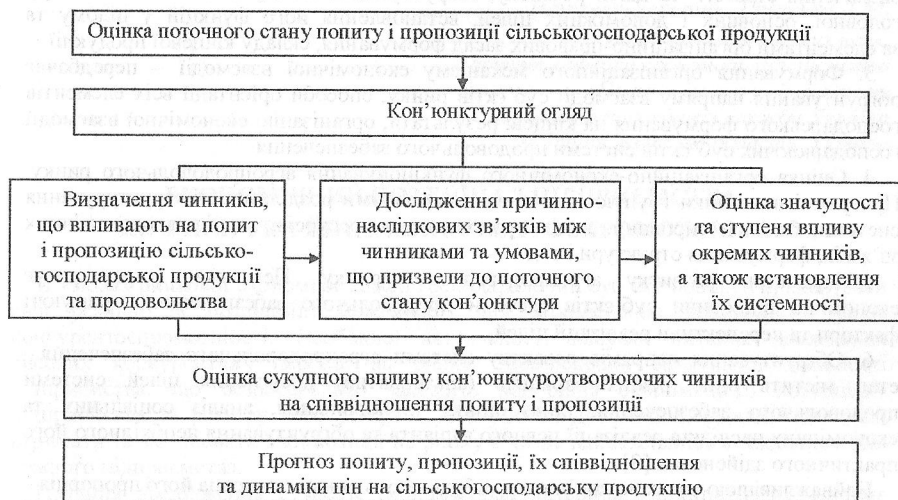 Оцінка поточного стану попиту і пропозиції сільськогосподарської продукції
Кон’юнктурний огляд
Визначення чинників,
що впливають на попит
і пропозицію сільсько-
господарської продукції
та продовольства
Дослідження причинно-
наслідкових зв’язків між
чинниками та умовами,
що призвели до поточного
стану кон’юнктури
Оцінка значущості
та ступеня впливу
окремих чинників,
а також встановлення
їх системності
Оцінка сукупного впливу кон’юнктуроутворюючих чинників
на співвідношення попиту і пропозиції
Прогноз попиту, пропозиції, їх співвідношення
та динаміки цін на сільськогосподарську продукцію